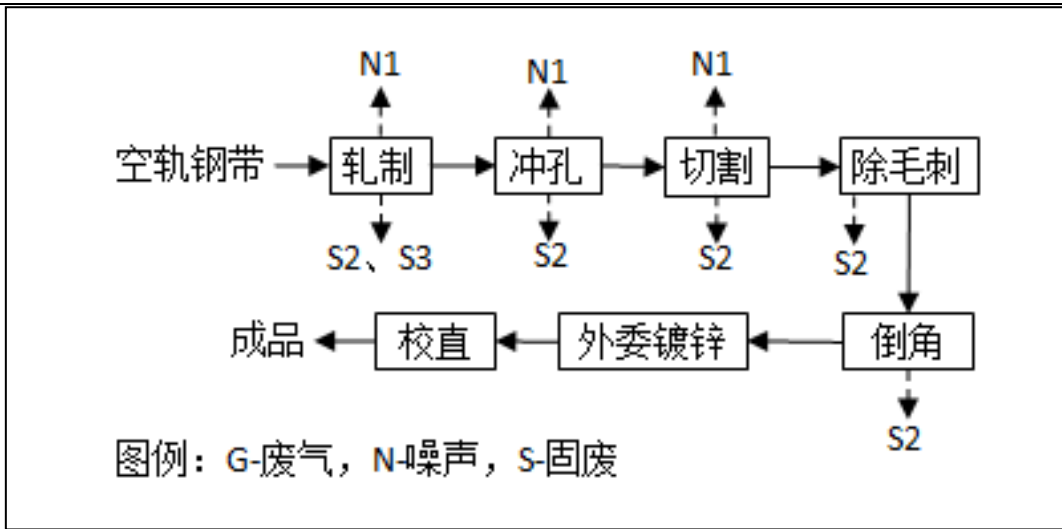 N1 N1 N1
空轨钢带 轧制 冲孔 切割 除毛刺
S2、S3 S2 S2 S2
成品 校直 外委镀锌 倒角
S2
图例：G-废气，N-噪声，S-固废